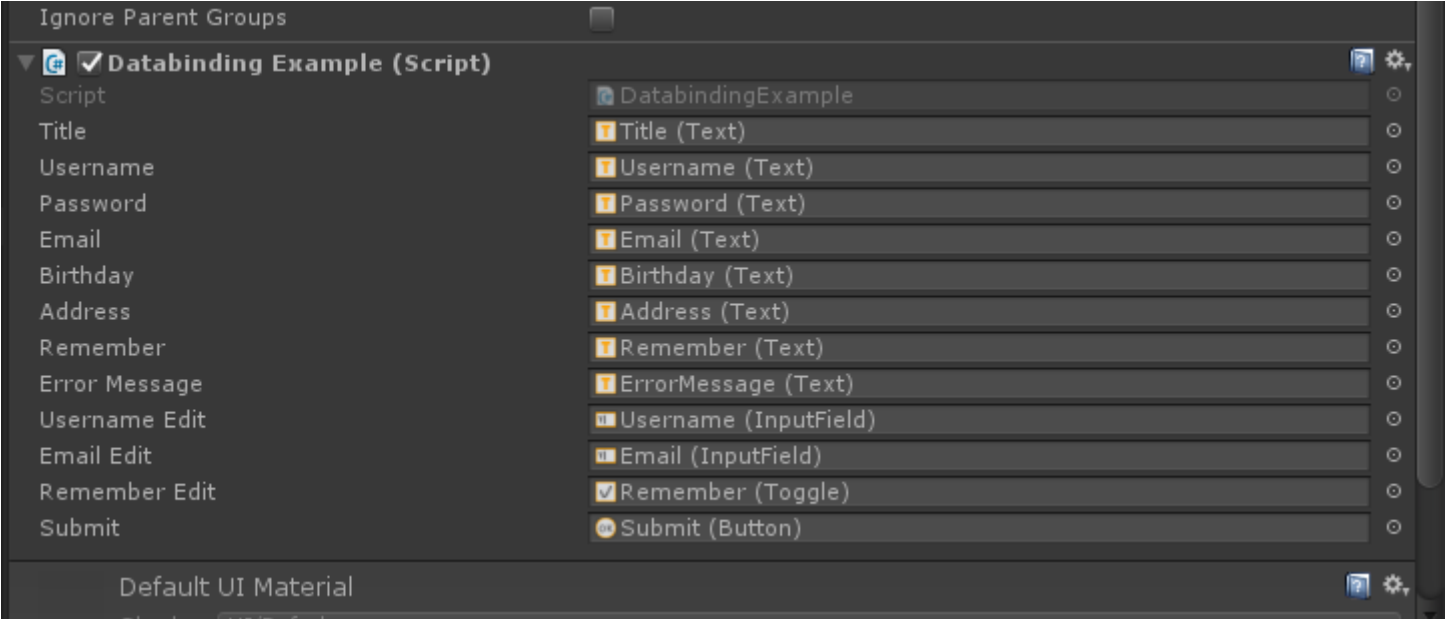 Ignore Parent Groups
Databinding Example (Script)
Script DatabindingExample
Title Title (Text)
Username Username (Text)
Password Password (Text)
Email Email (Text)
Birthday Birthday (Text)
Address Address (Text)
Remember Remember (Text)
Error Message ErrorMessage (Text)
Username Edit Username (InputField)
Email Edit Email (InputField)
Remember Edit Remember (Toggle)
Submit Submit (Button)
Default UI Material